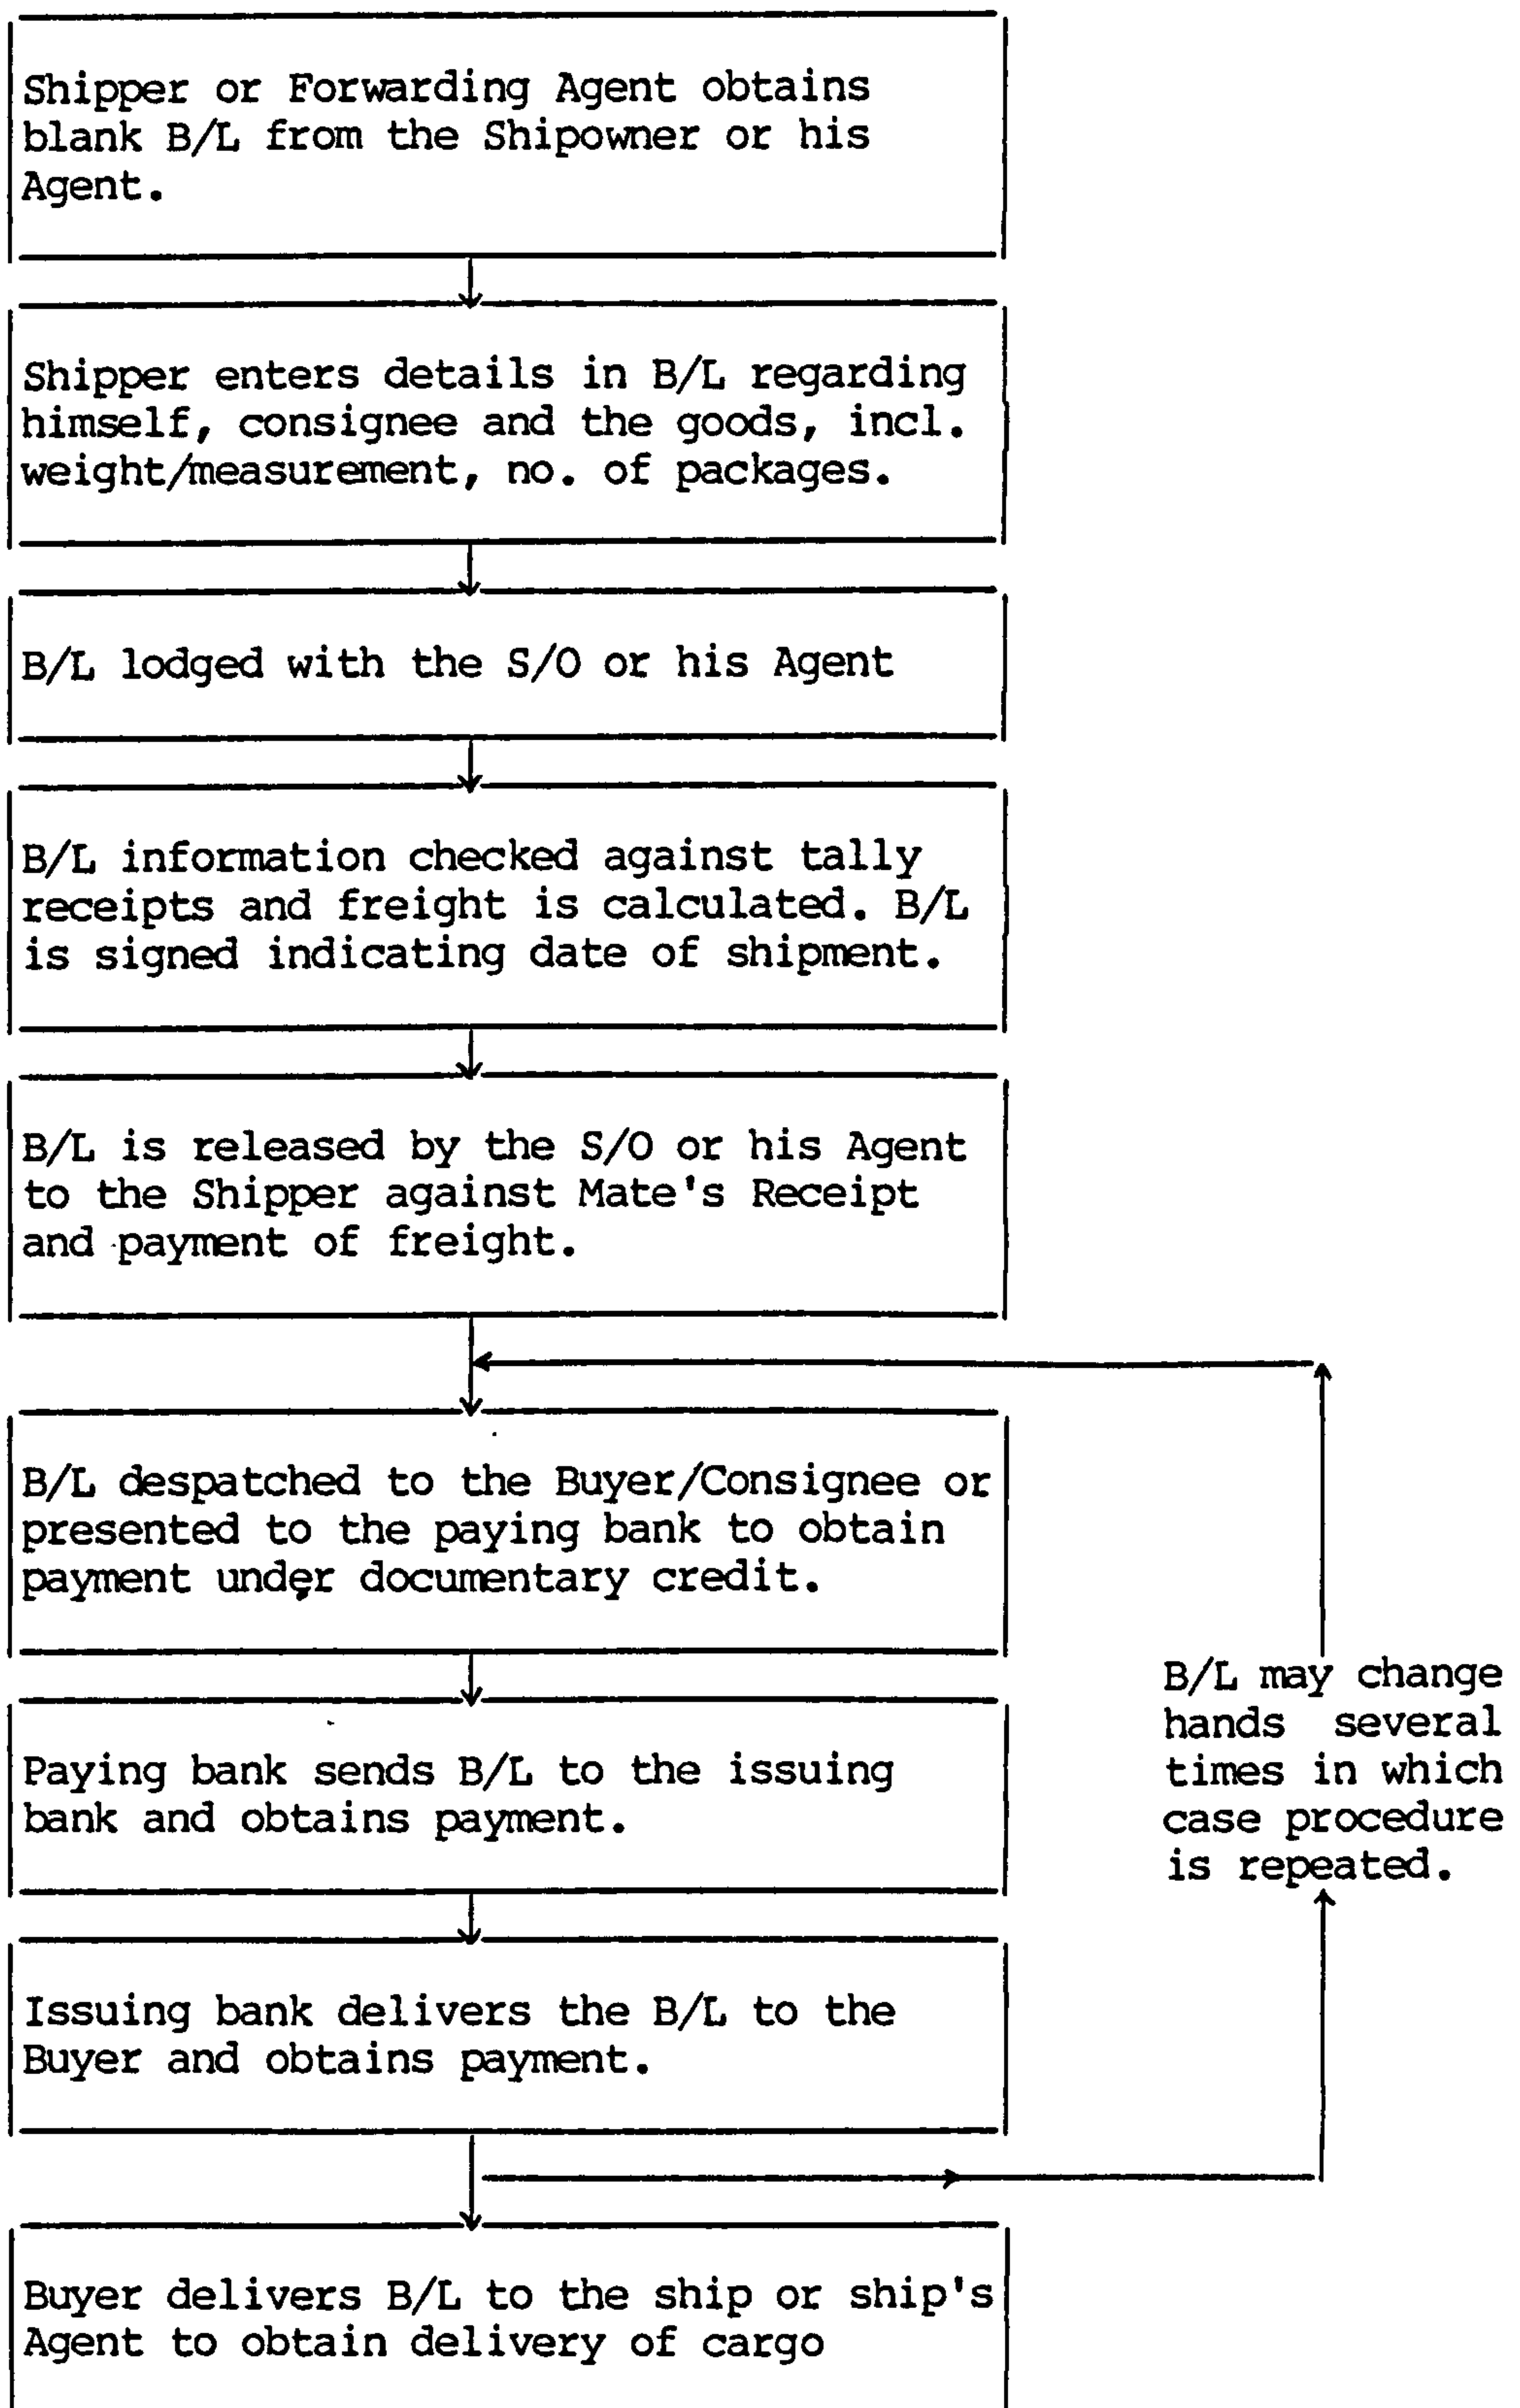 Shipper or Forwarding Agent obtains
blank B/L from the Shipowner or his
Agent.
Shipper enters details in B/L regarding
himself, consignee and the goods, incl.
weight/measurement, no. of packages.
B/L lodged with the S/O or his Agent
B/L information checked against tally
receipts and freight is calculated. B/L
is signed indicating date of shipment.
B/L is released by the S/O or his Agent
to the Shipper against Mate's Receipt
and payment of freight.
B/L despatched to the Buyer/Consignee or
presented to the paying bank to obtain
payment under documentary credit.
Paying bank sends B/L to the issuing
bank and obtains payment.
Issuing bank delivers the B/L to the
Buyer and obtains payment.
B/L may change
hands several
times in which
case procedure
is repeated.
Buyer delivers B/L to the ship or ship's
Agent to obtain delivery of cargo